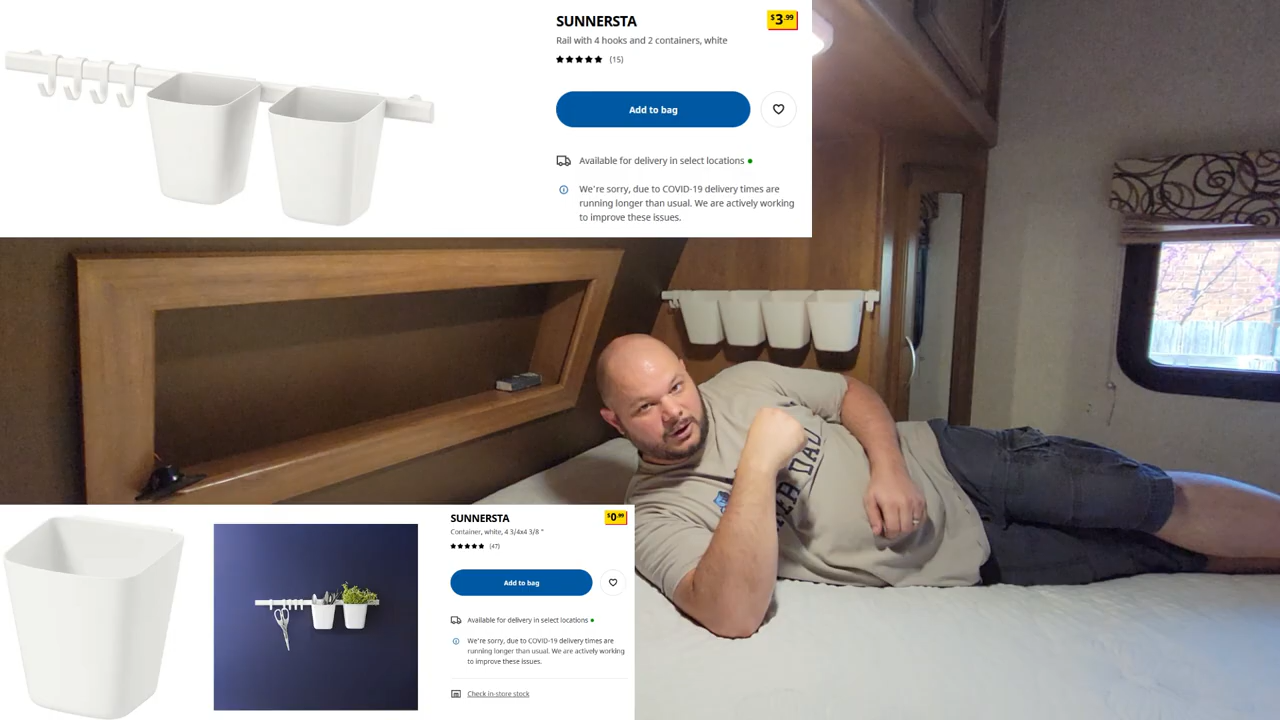 SUNNERSTA
$3.99
Rail with 4 hooks and 2 containers, white
(15)
Add to bag
Available for delivery in select locations
We're sorry, due to COVID-19 delivery times are
running longer than usual. We are actively working
to improve these issues.
DAD
SUNNERSTA
$0.99
Container, white, 4 3/4x4 3/8 "
(47)
Add to bag
Available for delivery in select locations
We're sorry, due to COVID-19 delivery times are
running longer than usual. We are actively working
to improve these issues.
Check in-store stock